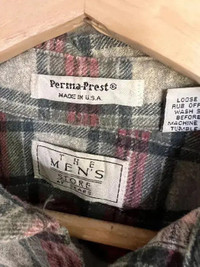 Perma-Prest®
MADE IN U.S.A
THE
MEN'S
STORE
LOOSE
RUB OFF
WASH S
BEFORE
MACHINE
TUMBLE